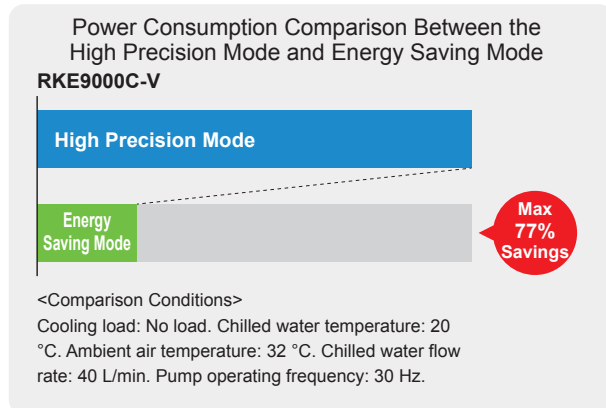 Power Consumption Comparison Between the
High Precision Mode and Energy Saving Mode
RKE9000C-V
High Precision Mode
Energy
Saving Mode
Max
77%
Savings
<Comparison Conditions>
Cooling load: No load. Chilled water temperature: 20
°C. Ambient air temperature: 32 °C. Chilled water flow
rate: 40 L/min. Pump operating frequency: 30 Hz.